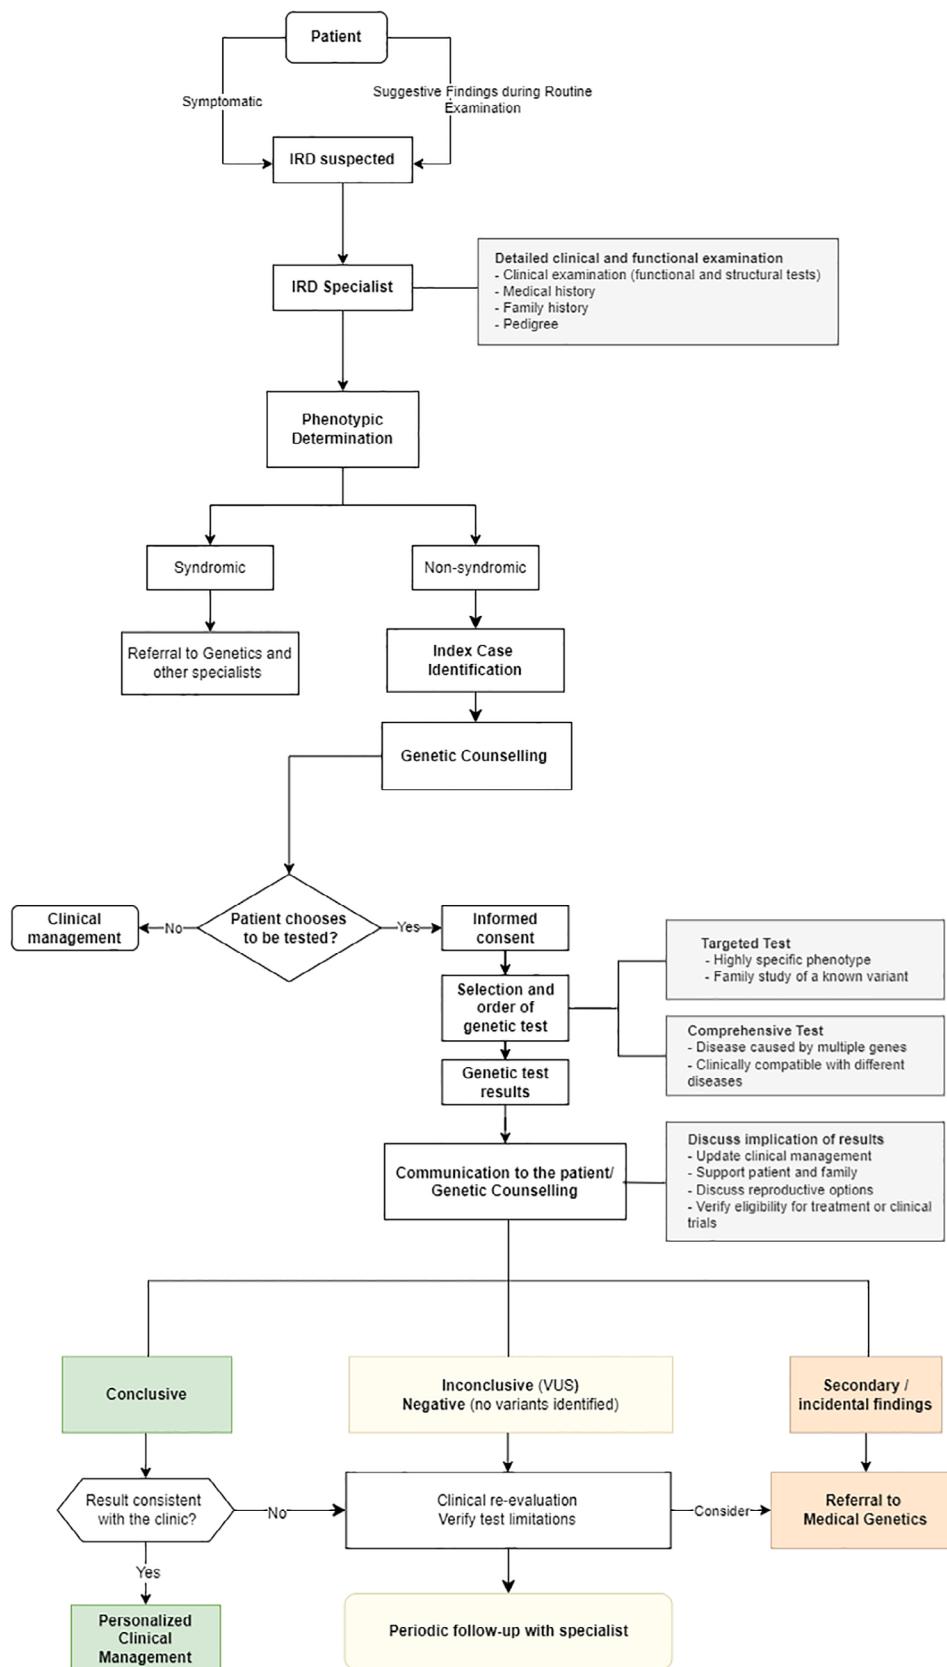 Patient
Symptomatic
Suggestive Findings during Routine
Examination
IRD suspected
IRD Specialist
Detailed clinical and functional examination
- Clinical examination (functional and structural tests)
- Medical history
- Family history
- Pedigree
Phenotypic
Determination
Syndromic
Non-syndromic
Referral to Genetics and
other specialists
Index Case
Identification
Genetic Counselling
Patient chooses
to be tested?
No
Clinical
management
Yes
Informed
consent
Selection and
order of
genetic test
Targeted Test
- Highly specific phenotype
- Family study of a known variant
Comprehensive Test
- Disease caused by multiple genes
- Clinically compatible with different
diseases
Genetic test
results
Communication to the patient/
Genetic Counselling
Discuss implication of results
- Update clinical management
- Support patient and family
- Discuss reproductive options
- Verify eligibility for treatment or clinical
trials
Conclusive
Inconclusive (VUS)
Negative (no variants identified)
Secondary /
incidental findings
Result consistent
with the clinic?
No
Clinical re-evaluation
Verify test limitations
Consider
Referral to
Medical Genetics
Yes
Personalized
Clinical
Management
Periodic follow-up with specialist